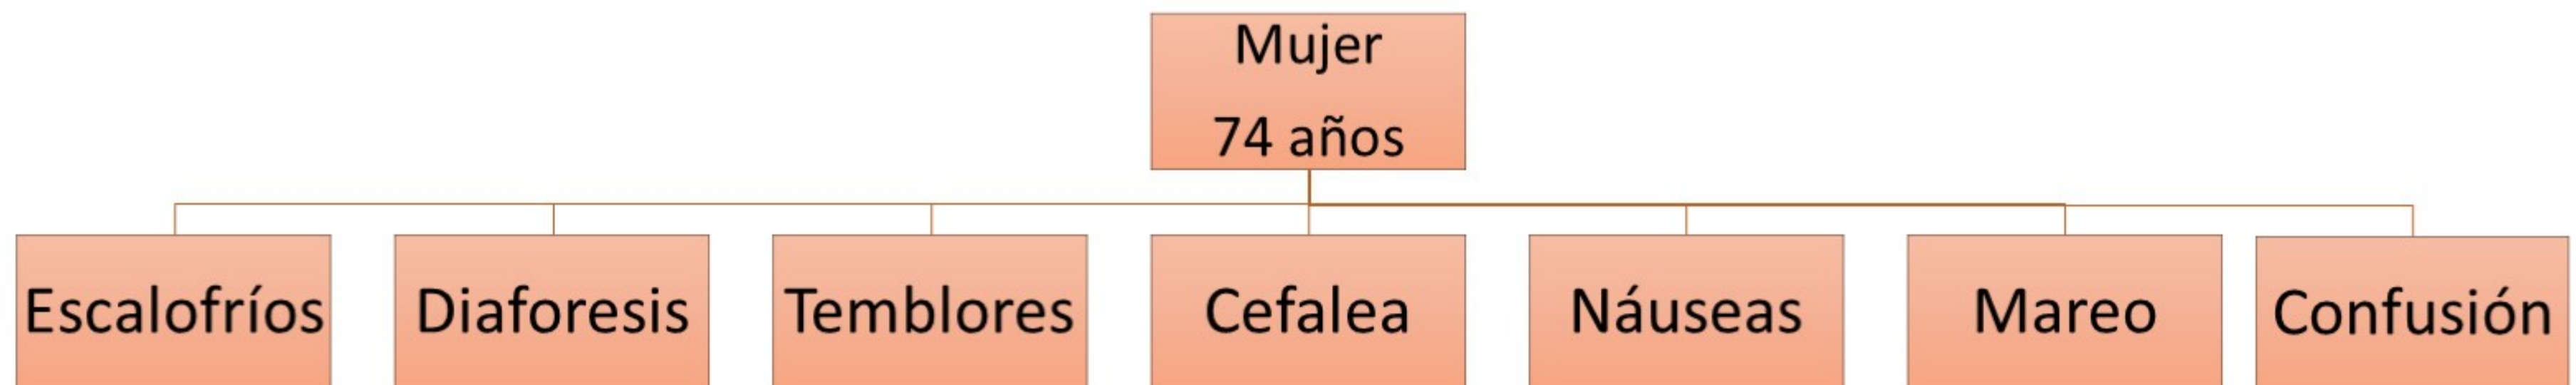 Mujer
74 años
Escalofríos
Diaforesis
Temblores
Cefalea
Náuseas
Mareo
Confusión